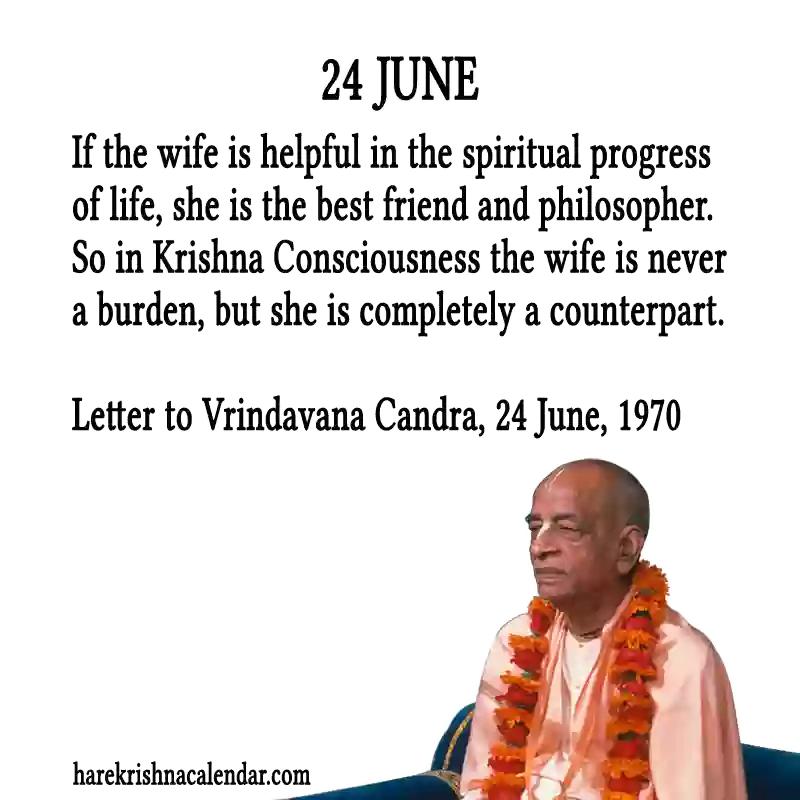 24 JUNE
If the wife is helpful in the spiritual progress
of life, she is the best friend and philosopher.
So in Krishna Consciousness the wife is never
a burden, but she is completely a counterpart.
Letter to Vrindavana Candra, 24 June, 1970
harekrishnacalendar.com